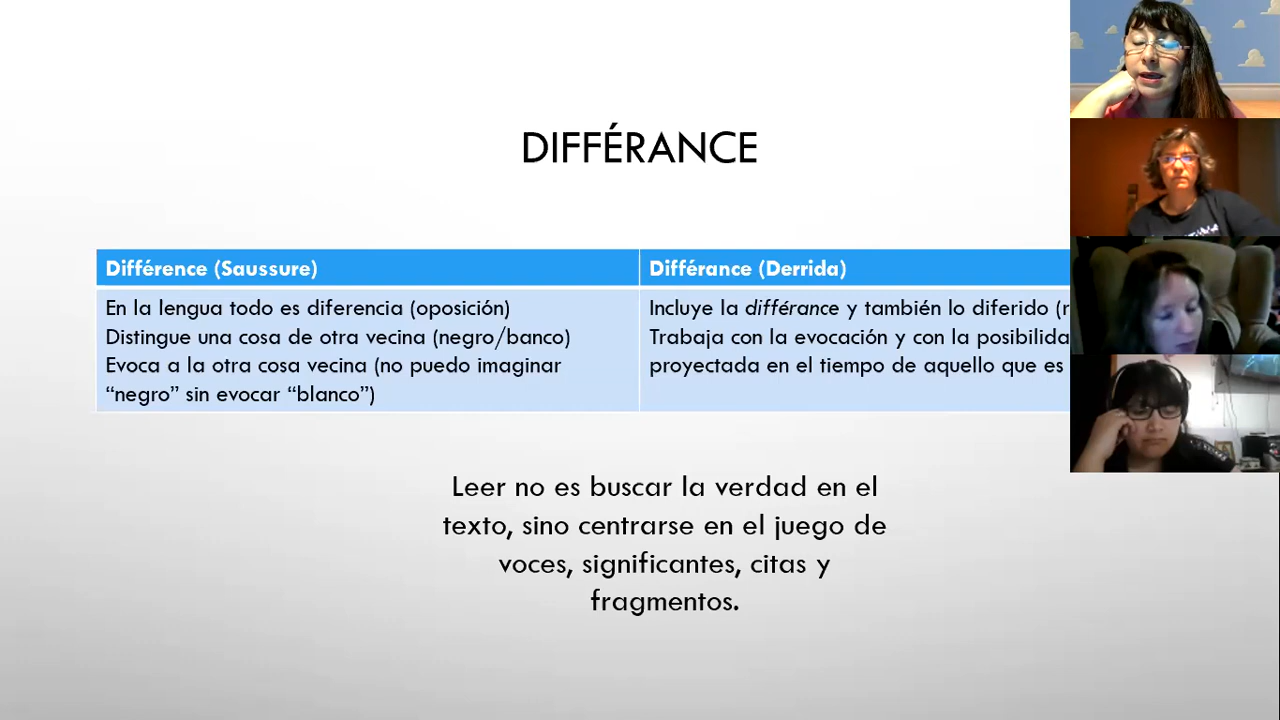 DIFFÉRANCE
Différence (Saussure)
Différance (Derrida)
En la lengua todo es diferencia (oposición)
Distingue una cosa de otra vecina (negro/banco)
Evoca a la otra cosa vecina (no puedo imaginar
“negro” sin evocar “blanco”)
Incluye la différance y también lo diferido
Trabaja con la evocación y con la
proyectada en el tiempo de aquello que es
Leer no es buscar la verdad en el
texto, sino centrarse en el juego de
voces, significantes, citas y
fragmentos.